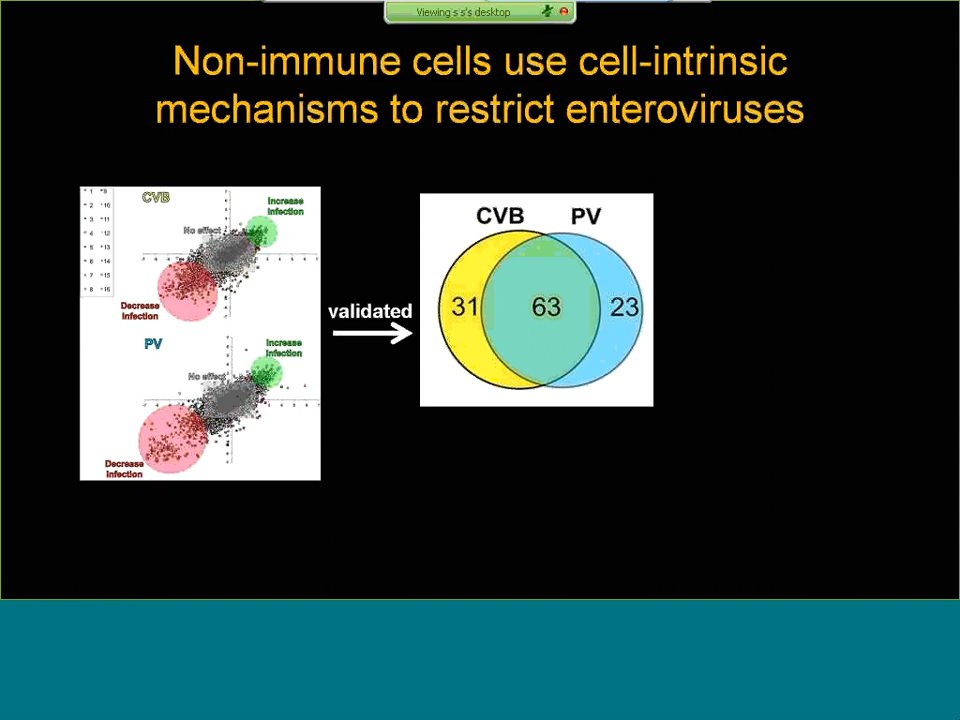 Viewing s's's desktop
Non-immune cells use cell-intrinsic
mechanisms to restrict enteroviruses
CVB
Increase
infection
No effect
Decrease
infection
PV
Increase
infection
No effect
Decrease
infection
validated
CVB PV
31 63 23